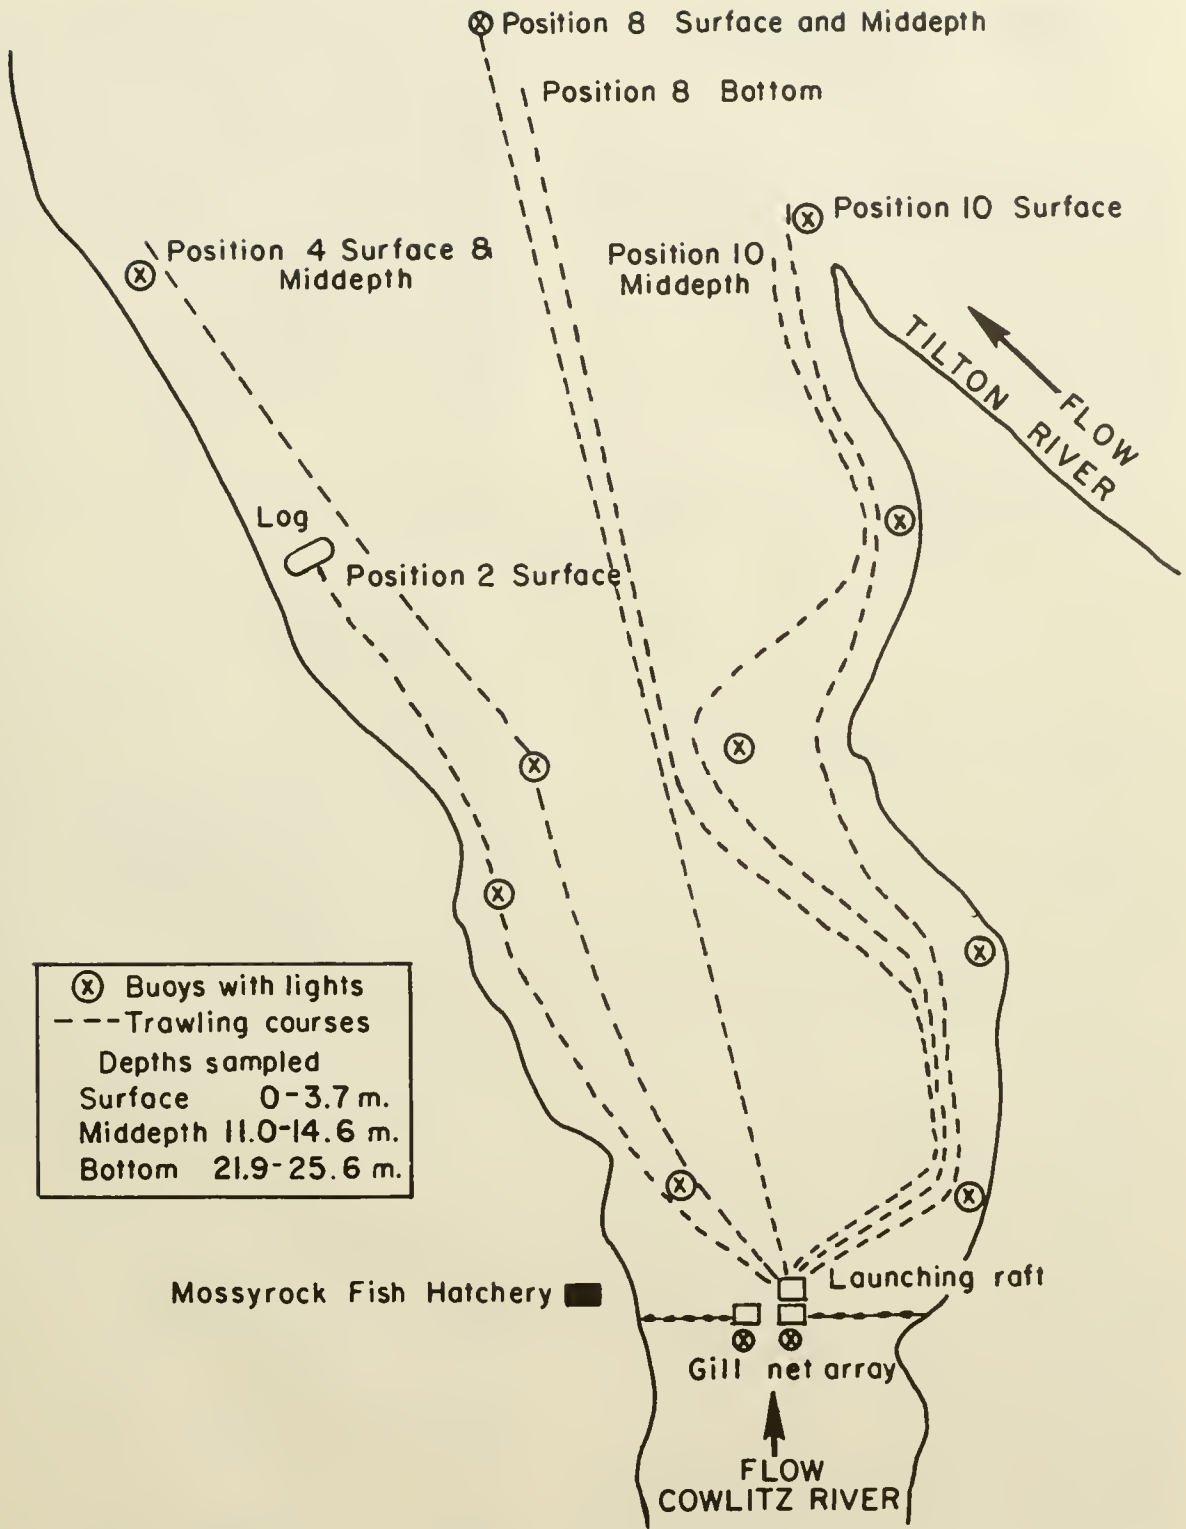 Position 8 Surface and Middepth
Position 8 Bottom
Position 10 Surface
Position 4 Surface &
Middepth
Position 10
Middepth
TILTON RIVER
FLOW
Log
Position 2 Surface
Buoys with lights
Trawling courses
Depths sampled
Surface 0-3.7 m.
Middepth 11.0-14.6 m.
Bottom 21.9-25.6 m.
Mossyrock Fish Hatchery
Launching raft
Gill net array
FLOW
COWLITZ RIVER